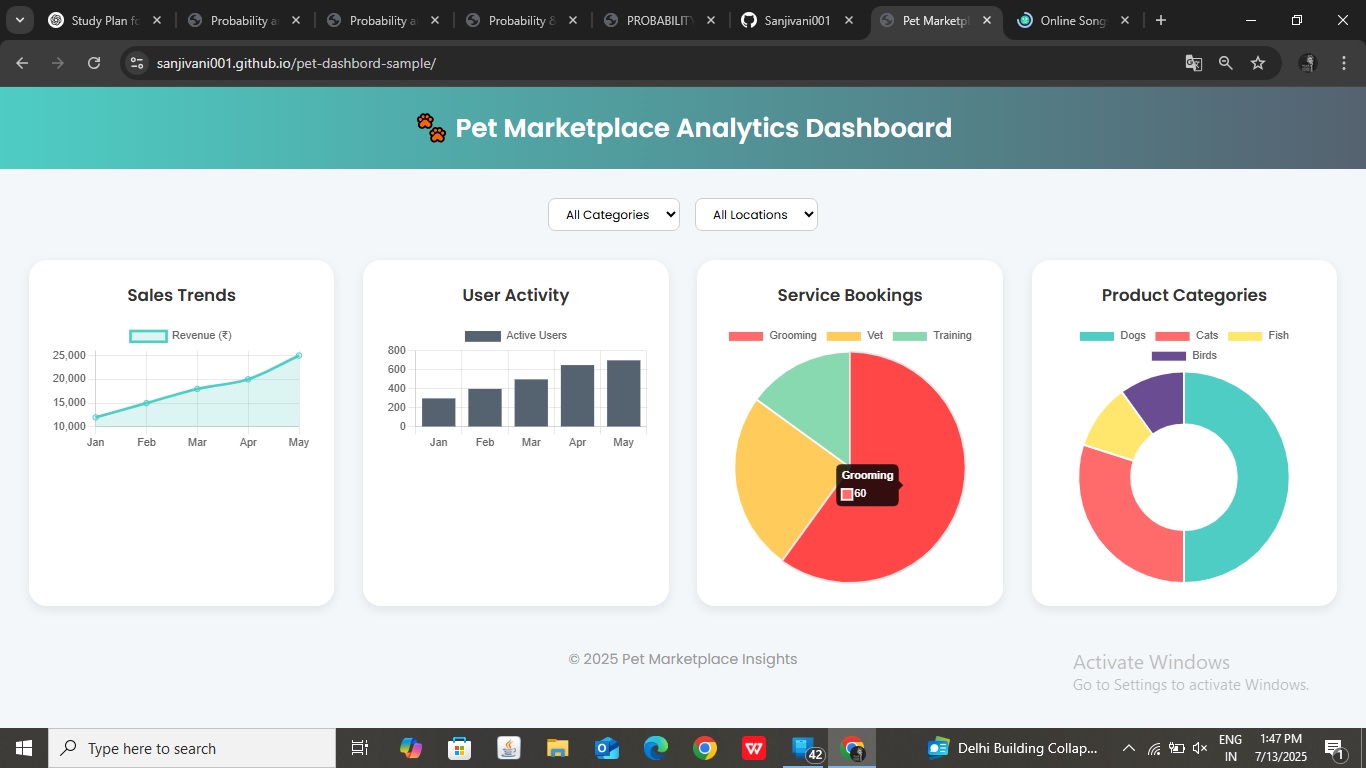 Study Plan fo
Probability a
Probability a
Probability &
PROBABILITY
Sanjivani001
Pet Marketpl
Online Song
sanjivani001.github.io/pet-dashbord-sample/
Pet Marketplace Analytics Dashboard
All Categories
All Locations
Sales Trends
Revenue (₹)
25,000
20,000
15,000
10,000
Jan Feb Mar Apr May
User Activity
Active Users
800
600
400
200
0
Jan Feb Mar Apr May
Service Bookings
Grooming Vet Training
Grooming
60
Product Categories
Dogs Cats Fish
Birds
© 2025 Pet Marketplace Insights
Activate Windows
Go to Settings to activate Windows.
Type here to search
42
Delhi Building Collap...
ENG
IN
1:47 PM
7/13/2025
1